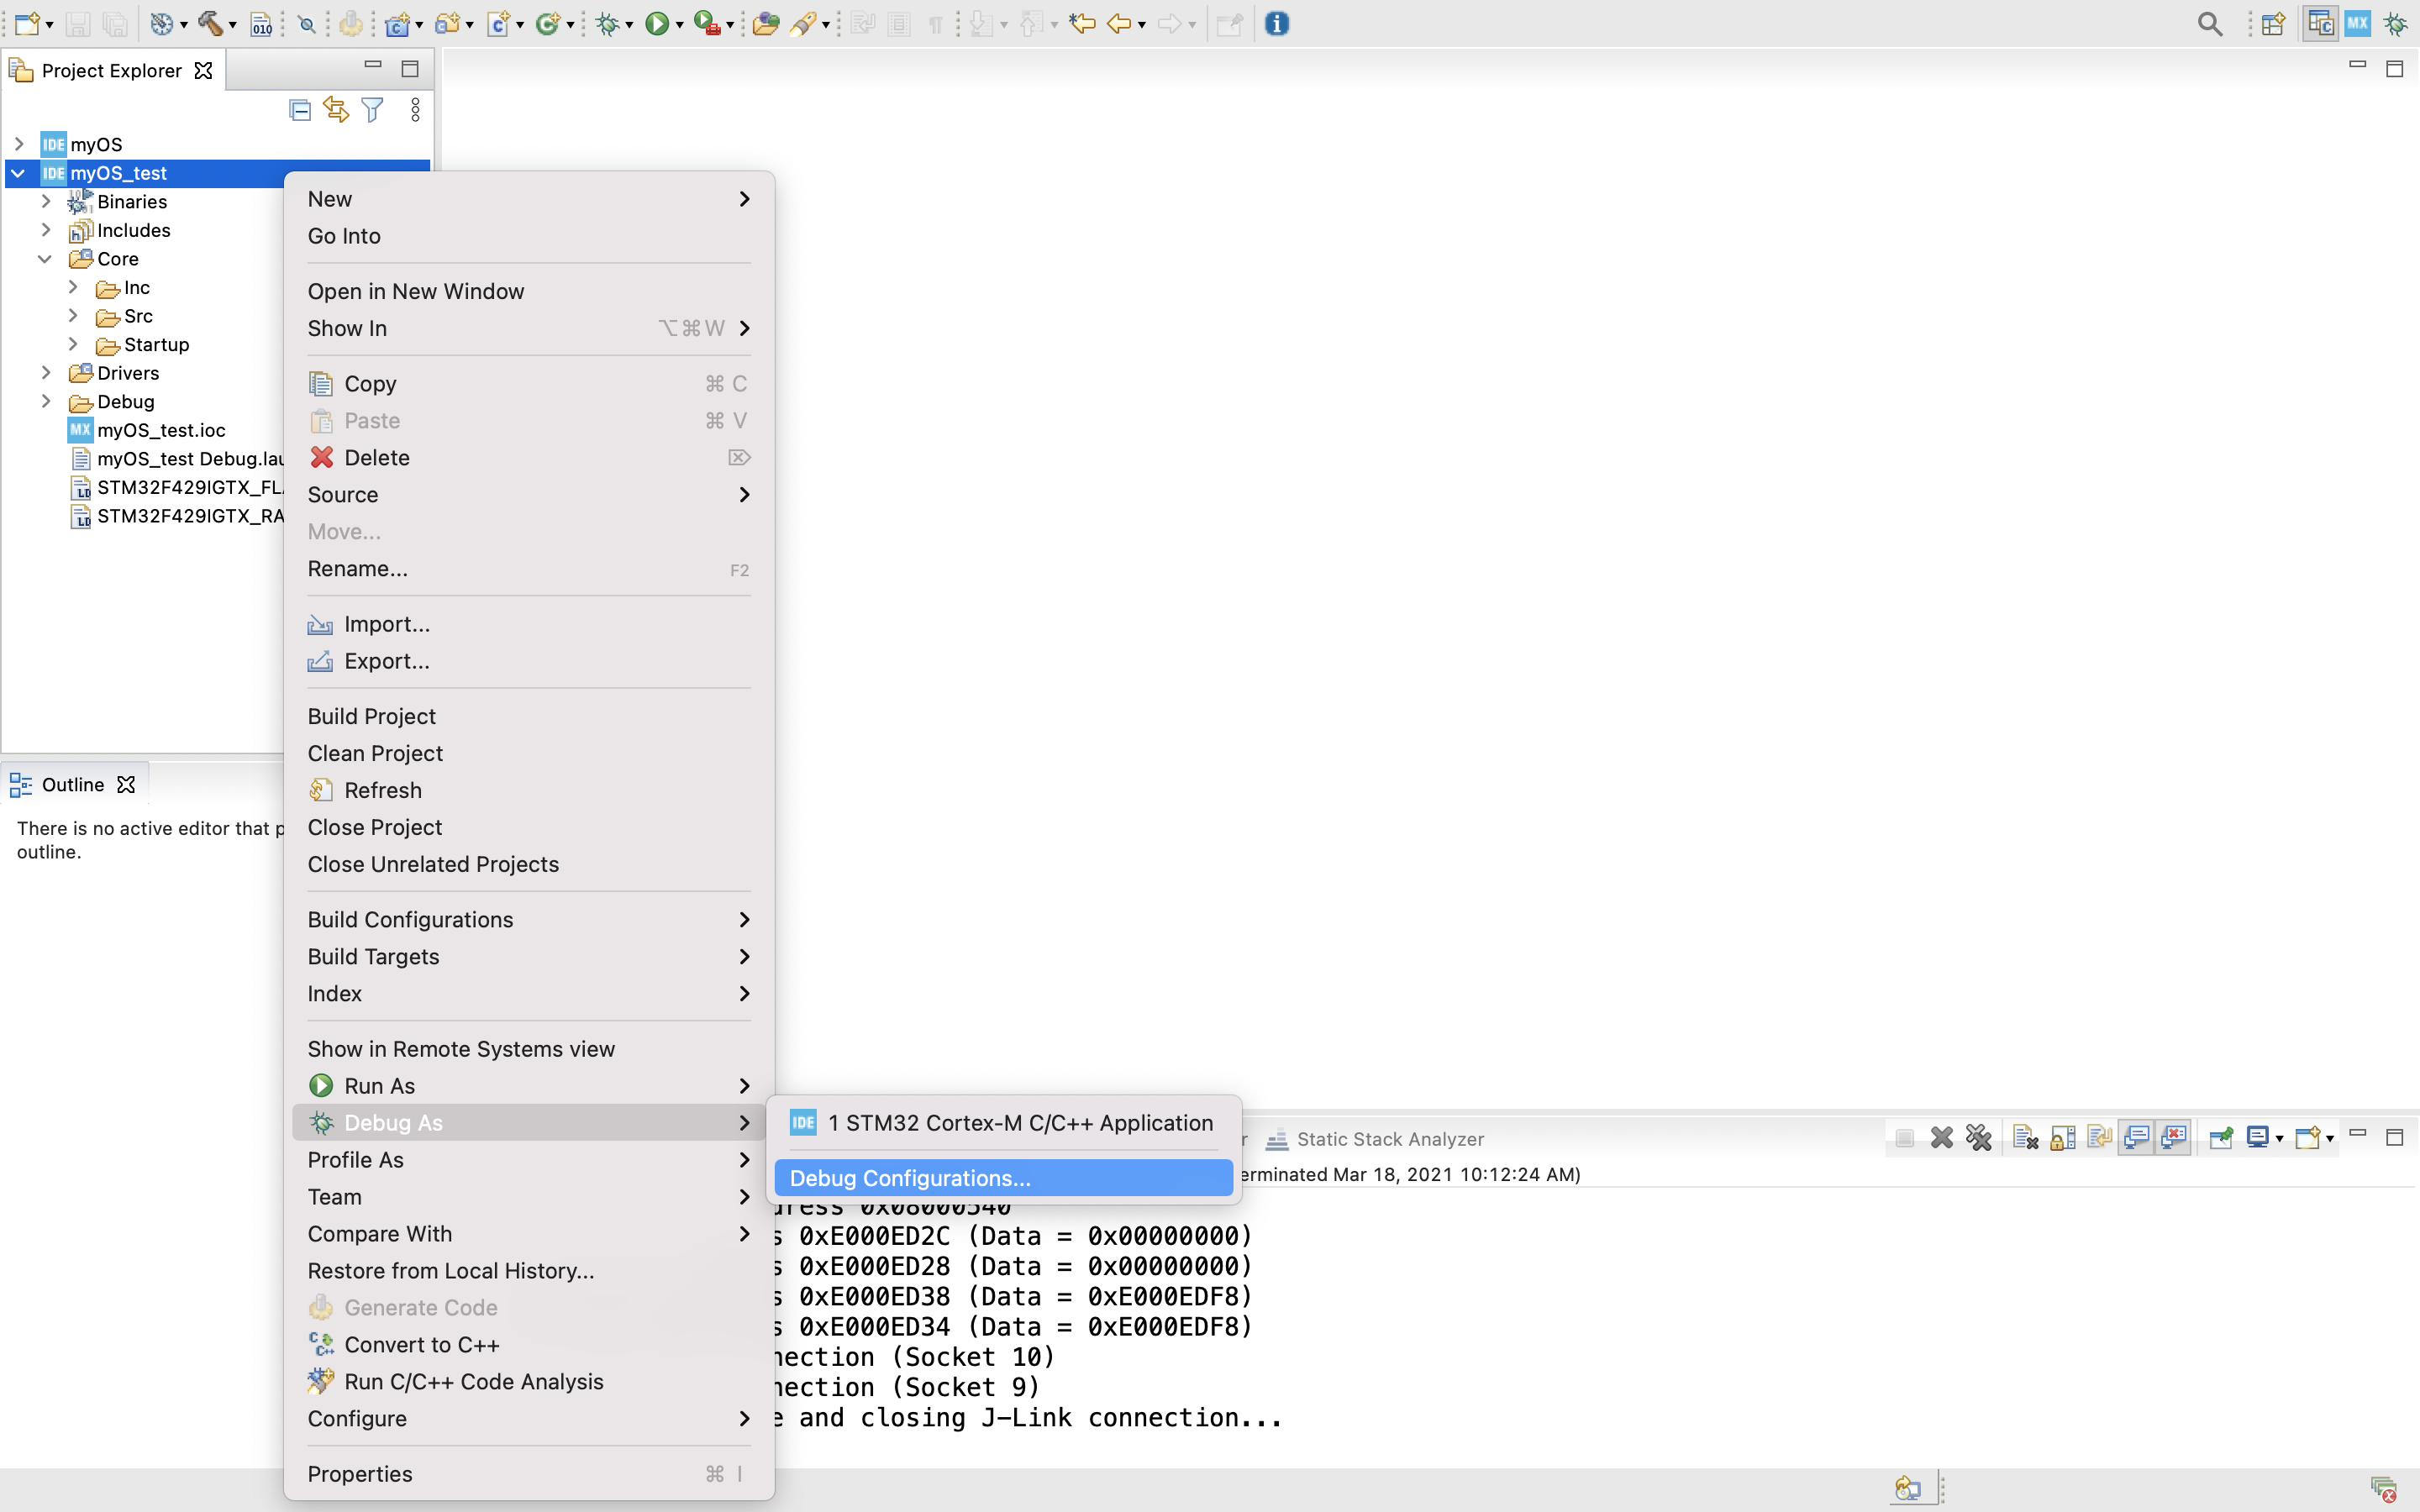 Project Explorer
IDE myOS
IDE myOS_test
Binaries
Includes
Core
Inc
Src
Startup
Drivers
Debug
MX myOS_test.ioc
myOS_test Debug.lau
STM32F429IGTX_FL
STM32F429IGTX_RA
Outline
There is no active editor that p
outline.
New
Go Into
Open in New Window
Show In ⌥⌘W
Copy ⌘ C
Paste ⌘ V
Delete ⌦
Source
Move...
Rename... F2
Import...
Export...
Build Project
Clean Project
Refresh
Close Project
Close Unrelated Projects
Build Configurations
Build Targets
Index
Show in Remote Systems view
Run As
Debug As
Profile As
Team
Compare With
Restore from Local History...
Generate Code
Convert to C++
Run C/C++ Code Analysis
Configure
Properties ⌘ I
IDE 1 STM32 Cortex-M C/C++ Application
Debug Configurations...
Static Stack Analyzer
erminated Mar 18, 2021 10:12:24 AM)
dress 0x08000540
s 0xE000ED2C (Data = 0x00000000)
s 0xE000ED28 (Data = 0x00000000)
s 0xE000ED38 (Data = 0xE000EDF8)
s 0xE000ED34 (Data = 0xE000EDF8)
nection (Socket 10)
nection (Socket 9)
e and closing J-Link connection...
010
MX